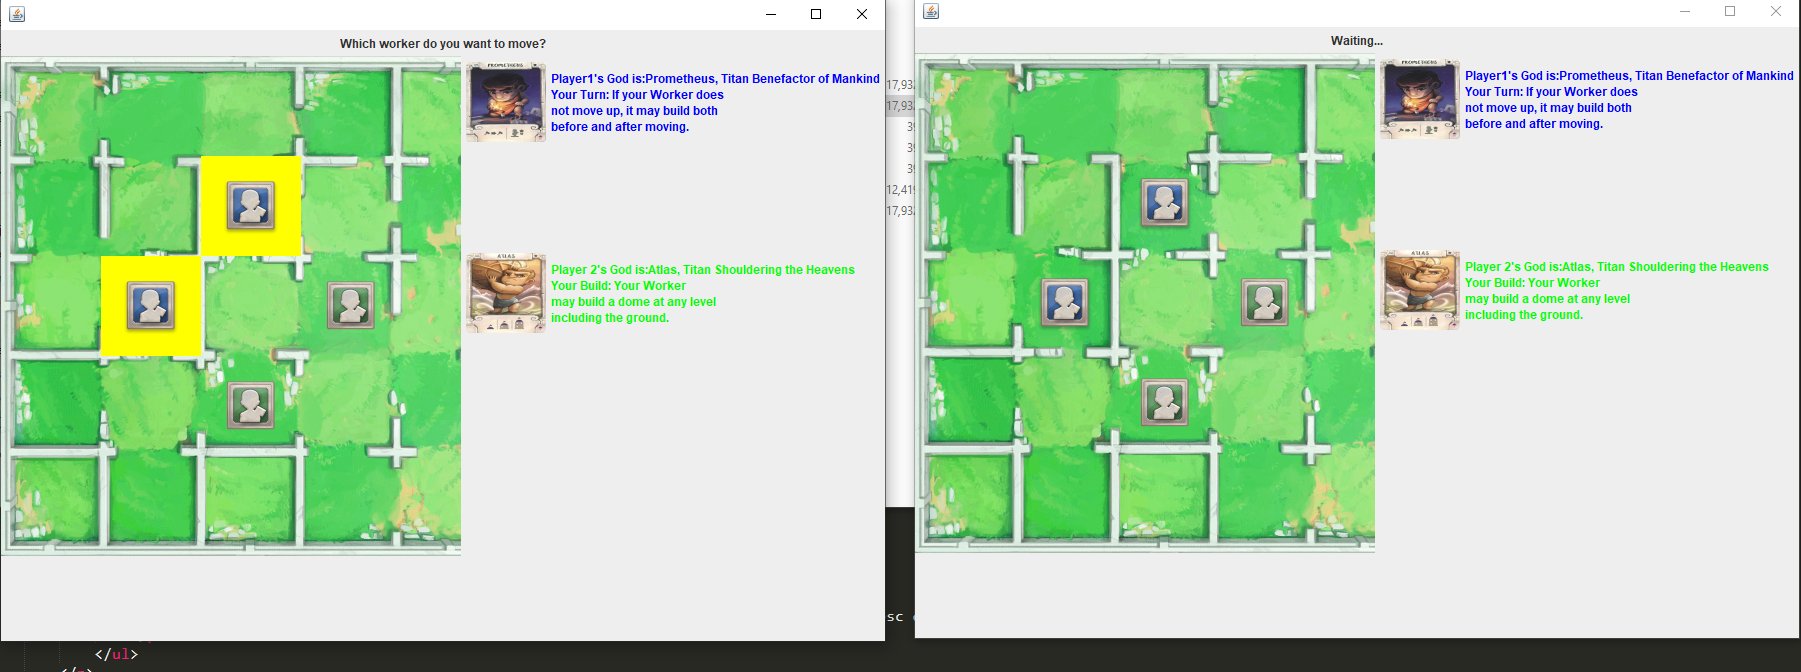 Which worker do you want to move?
PROMETHEUS
Player1's God is:Prometheus, Titan Benefactor of Mankind
Your Turn: If your Worker does
not move up, it may build both
before and after moving.
ATLAS
Player 2's God is:Atlas, Titan Shouldering the Heavens
Your Build: Your Worker
may build a dome at any level
including the ground.
17,93
17,93
39
39
39
12,419
17,93
Waiting...
PROMETHEUS
Player1's God is:Prometheus, Titan Benefactor of Mankind
Your Turn: If your Worker does
not move up, it may build both
before and after moving.
ATLAS
Player 2's God is:Atlas, Titan Shouldering the Heavens
Your Build: Your Worker
may build a dome at any level
including the ground.
sc
</ul>